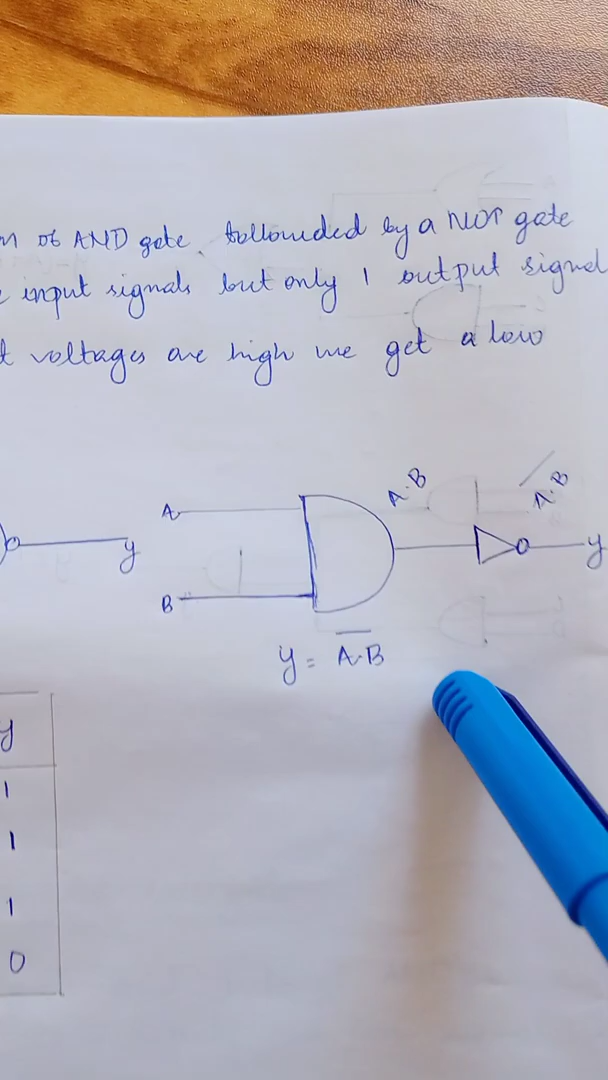 of AND gate followded by a NOT gate
input signals but only 1 output signal
voltages are high we get a low
A A.B A̅.̅B̅
y y
B
y = A̅.̅B̅
y
1
1
1
0